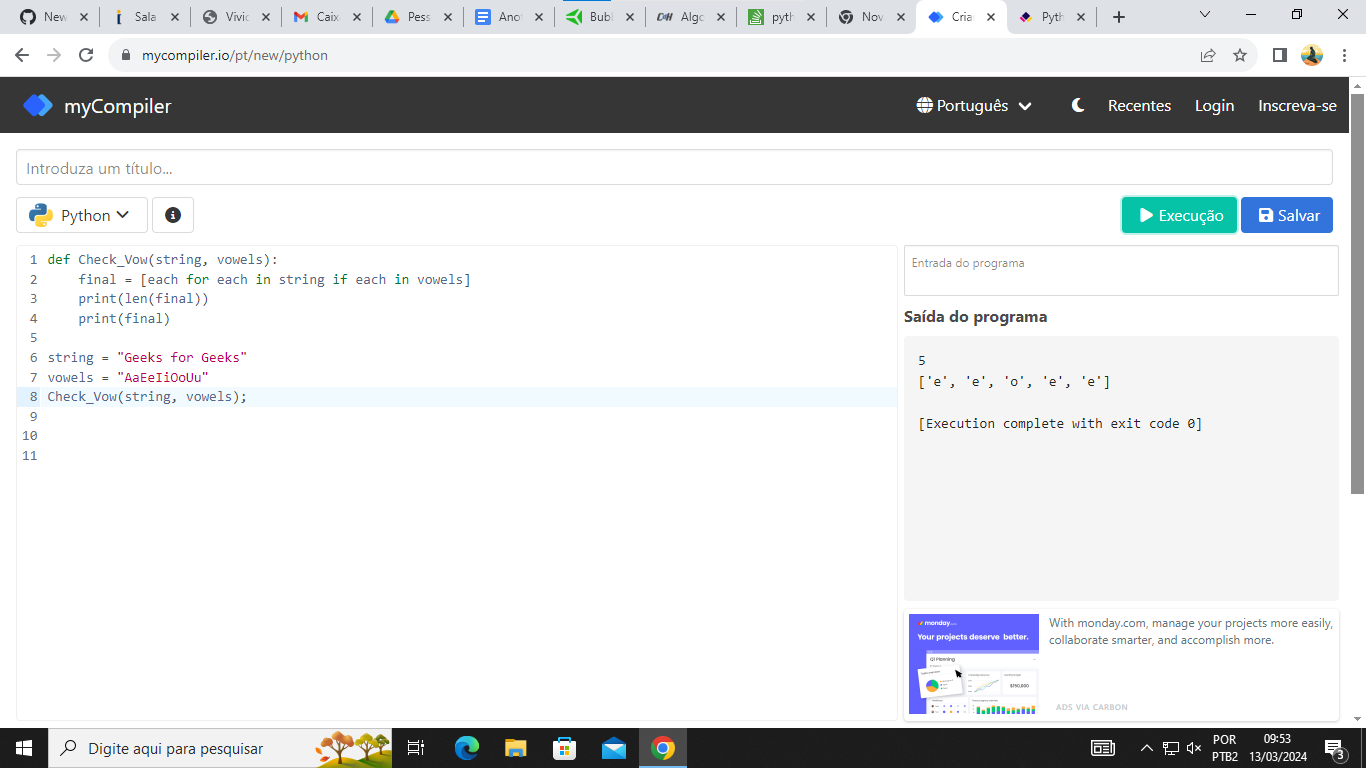 New
Sala
Vivic
Caix
Pess
Ano
Bubl
Algo
pyth
Nov
Cria
Pyth
mycompiler.io/pt/new/python
myCompiler
Português
Recentes
Login
Inscreva-se
Introduza um título...
Python
Execução
Salvar
1 def Check_Vow(string, vowels):
2     final = [each for each in string if each in vowels]
3     print(len(final))
4     print(final)
5
6 string = "Geeks for Geeks"
7 vowels = "AaEeIiOoUu"
8 Check_Vow(string, vowels);
9
10
11
Entrada do programa
Saída do programa
5
['e', 'e', 'o', 'e', 'e']
[Execution complete with exit code 0]
monday.com
Your projects deserve better.
Q1 Planning
$150,000
With monday.com, manage your projects more easily,
collaborate smarter, and accomplish more.
ADS VIA CARBON
Digite aqui para pesquisar
POR
PTB2
09:53
13/03/2024
3